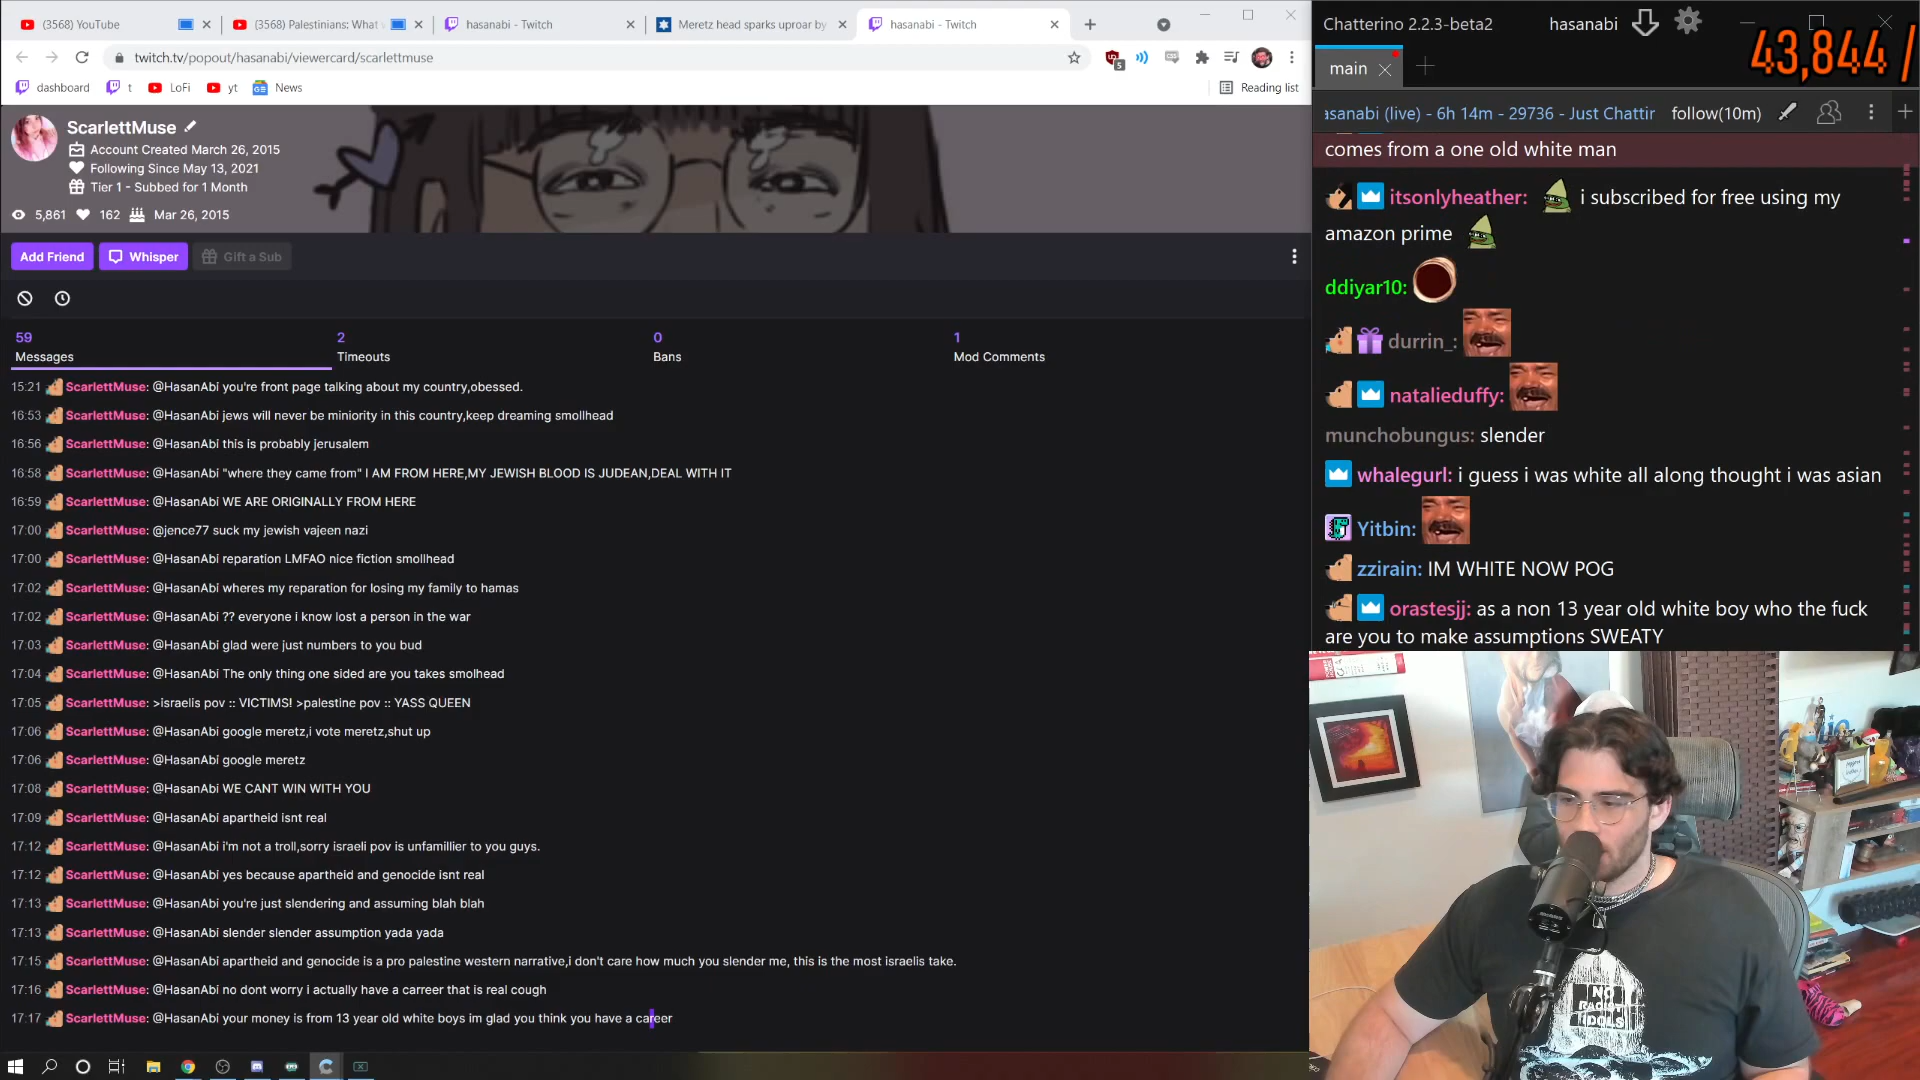 (3568) YouTube
(3568) Palestinians: What
hasanabi - Twitch
Meretz head sparks uproar by
hasanabi - Twitch
twitch.tv/popout/hasanabi/viewercard/scarlettmuse
5
dashboard
t
LoFi
yt
News
Reading list
ScarlettMuse
Account Created March 26, 2015
Following Since May 13, 2021
Tier 1 - Subbed for 1 Month
5,861 162 Mar 26, 2015
Add Friend
Whisper
Gift a Sub
59
Messages
2
Timeouts
0
Bans
1
Mod Comments
15:21 ScarlettMuse: @HasanAbi you're front page talking about my country,obessed.
16:53 ScarlettMuse: @HasanAbi jews will never be miniority in this country,keep dreaming smollhead
16:56 ScarlettMuse: @HasanAbi this is probably jerusalem
16:58 ScarlettMuse: @HasanAbi "where they came from" I AM FROM HERE,MY JEWISH BLOOD IS JUDEAN,DEAL WITH IT
16:59 ScarlettMuse: @HasanAbi WE ARE ORIGINALLY FROM HERE
17:00 ScarlettMuse: @jence77 suck my jewish vajeen nazi
17:00 ScarlettMuse: @HasanAbi reparation LMFAO nice fiction smollhead
17:02 ScarlettMuse: @HasanAbi wheres my reparation for losing my family to hamas
17:02 ScarlettMuse: @HasanAbi ?? everyone i know lost a person in the war
17:03 ScarlettMuse: @HasanAbi glad were just numbers to you bud
17:04 ScarlettMuse: @HasanAbi The only thing one sided are you takes smolhead
17:05 ScarlettMuse: >israelis pov :: VICTIMS! >palestine pov :: YASS QUEEN
17:06 ScarlettMuse: @HasanAbi google meretz,i vote meretz,shut up
17:06 ScarlettMuse: @HasanAbi google meretz
17:08 ScarlettMuse: @HasanAbi WE CANT WIN WITH YOU
17:09 ScarlettMuse: @HasanAbi apartheid isnt real
17:12 ScarlettMuse: @HasanAbi i'm not a troll,sorry israeli pov is unfamillier to you guys.
17:12 ScarlettMuse: @HasanAbi yes because apartheid and genocide isnt real
17:13 ScarlettMuse: @HasanAbi you're just slendering and assuming blah blah
17:13 ScarlettMuse: @HasanAbi slender slender assumption yada yada
17:15 ScarlettMuse: @HasanAbi apartheid and genocide is a pro palestine western narrative,i don't care how much you slender me, this is the most israelis take.
17:16 ScarlettMuse: @HasanAbi no dont worry i actually have a carreer that is real cough
17:17 ScarlettMuse: @HasanAbi your money is from 13 year old white boys im glad you think you have a career
Chatterino 2.2.3-beta2
hasanabi
43,844 /
main
asanabi (live) - 6h 14m - 29736 - Just Chattir
follow(10m)
comes from a one old white man
itsonlyheather: i subscribed for free using my
amazon prime
ddiyar10:
durrin_:
natalieduffy:
munchobungus: slender
whalegurl: i guess i was white all along thought i was asian
Yitbin:
zzirain: IM WHITE NOW POG
orastesjj: as a non 13 year old white boy who the fuck
are you to make assumptions SWEATY
NO
RACIST
IDOLS